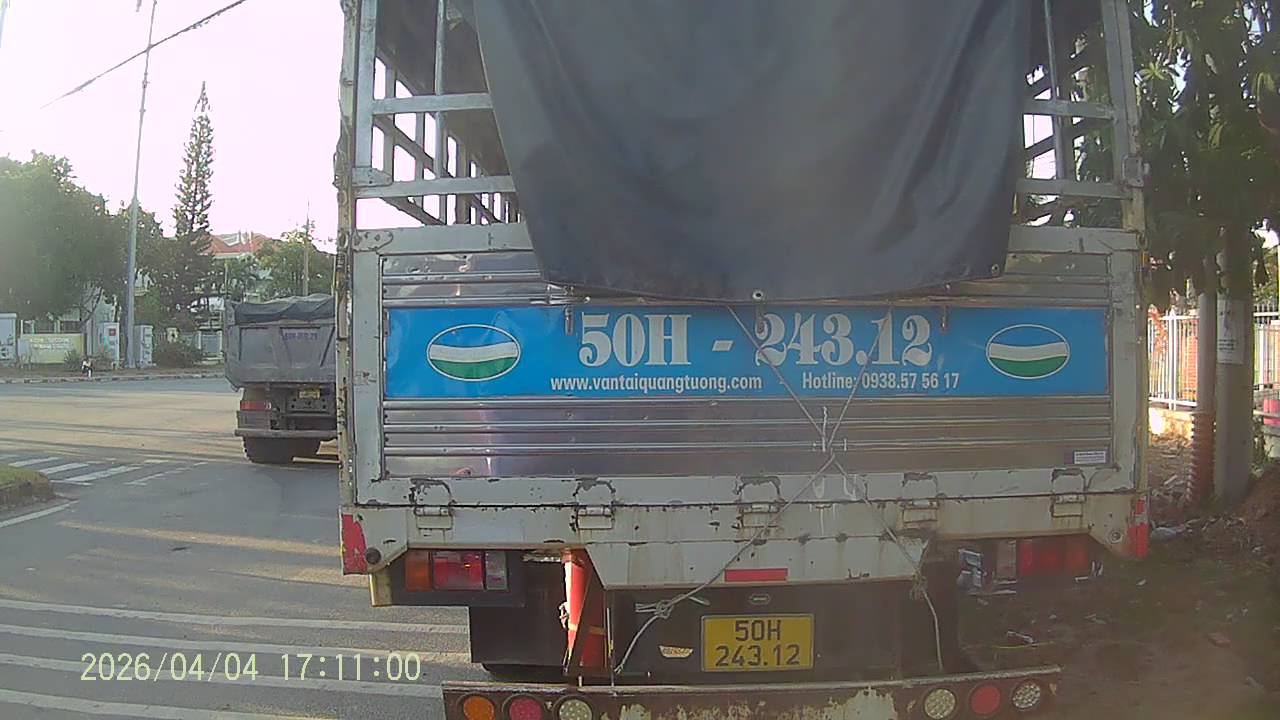 50H - 243.12
www.vantaiquangtuong.com Hotline: 0938.57 56 17
50H
243.12
2026/04/04 17:11:00